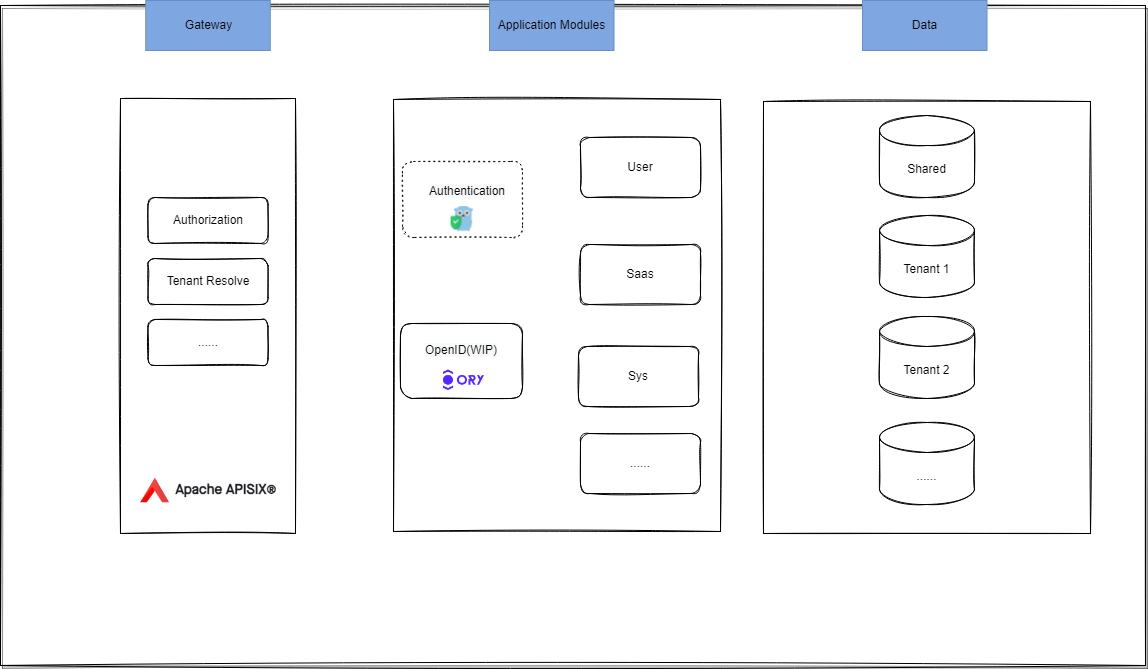 Gateway
Application Modules
Data
Authorization
Tenant Resolve
......
Apache APISIX®
Authentication
OpenID(WIP)
ORY
User
Saas
Sys
......
Shared
Tenant 1
Tenant 2
......